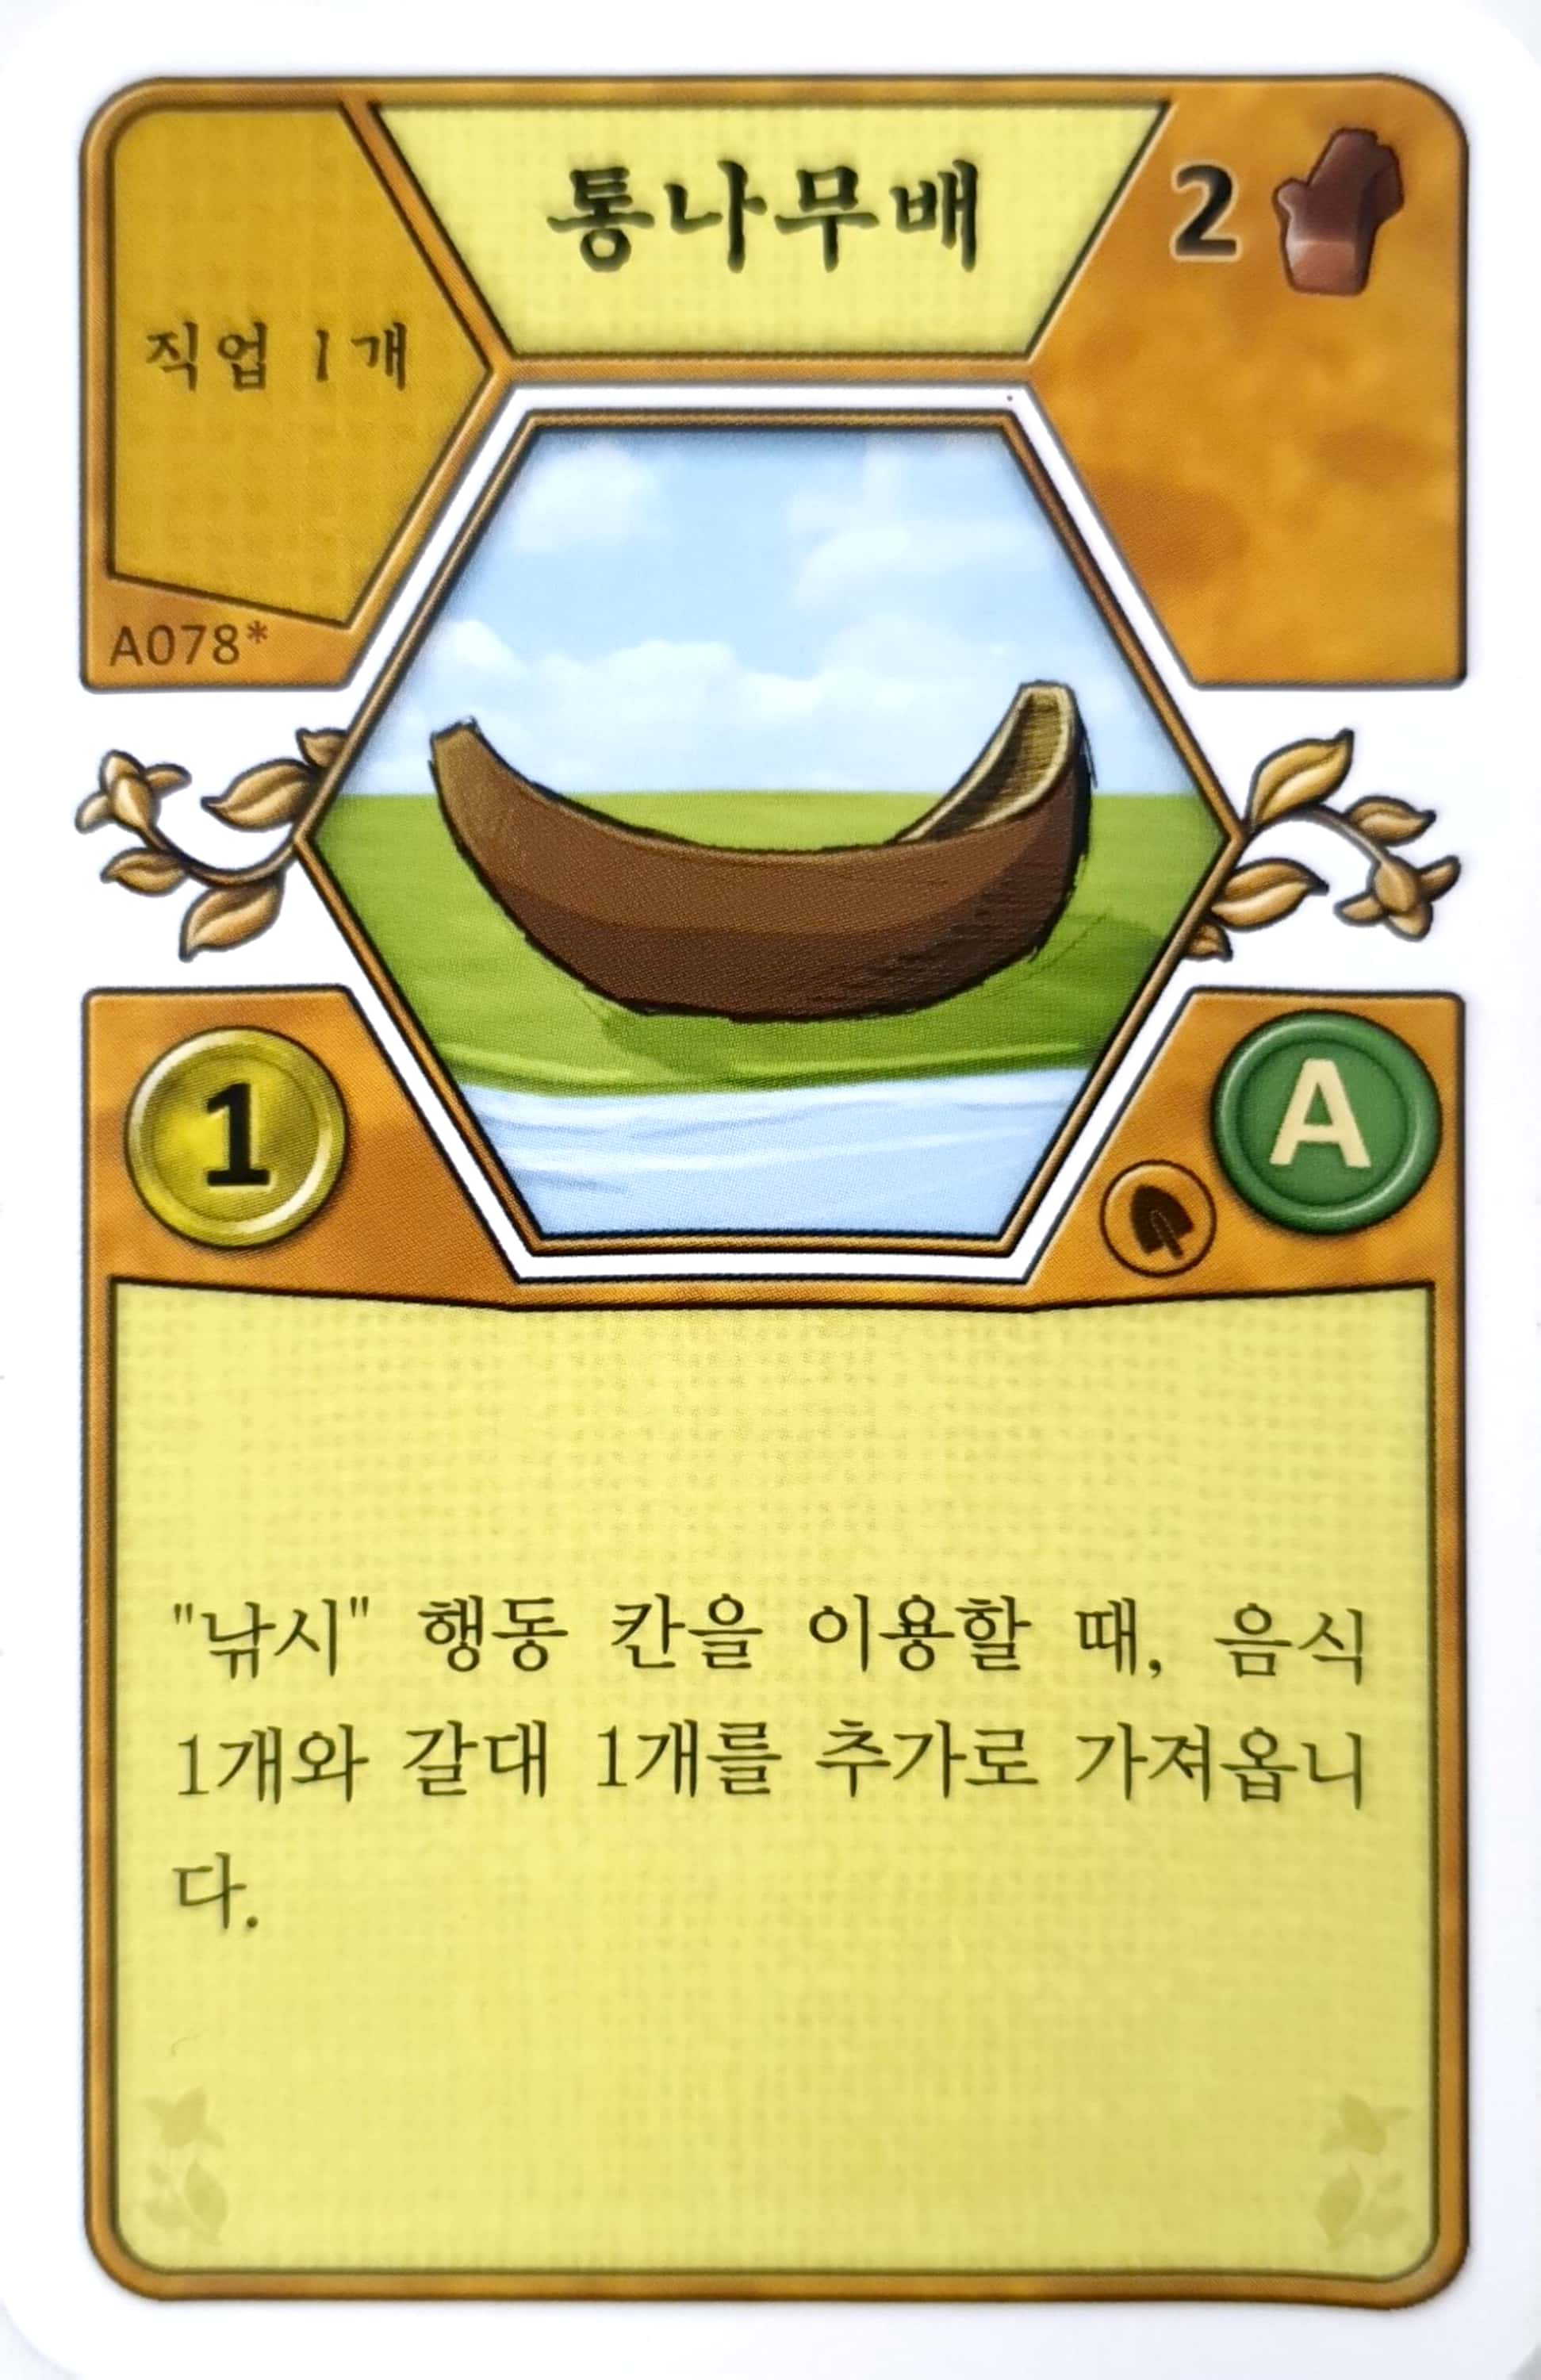 통나무배
2
직업 1개
A078*
1
A
"낚시" 행동 칸을 이용할 때, 음식
1개와 갈대 1개를 추가로 가져옵니
다.